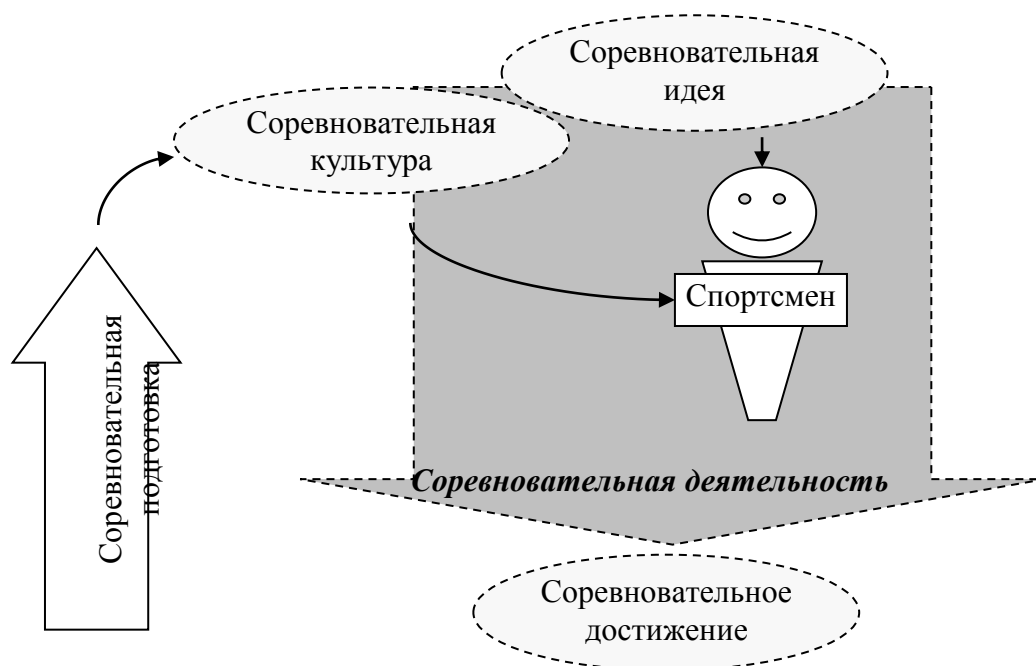 Соревновательная
идея
Соревновательная
культура
Спортсмен
Соревновательная
подготовка
Соревновательная деятельность
Соревновательное
достижение